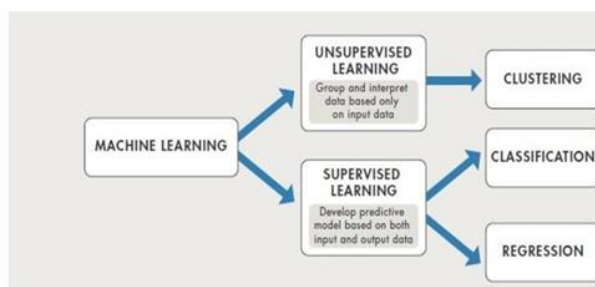 MACHINE LEARNING
UNSUPERVISED
LEARNING
Group and interpret
data based only
on input data
CLUSTERING
SUPERVISED
LEARNING
Develop predictive
model based on both
input and output data
CLASSIFICATION
REGRESSION